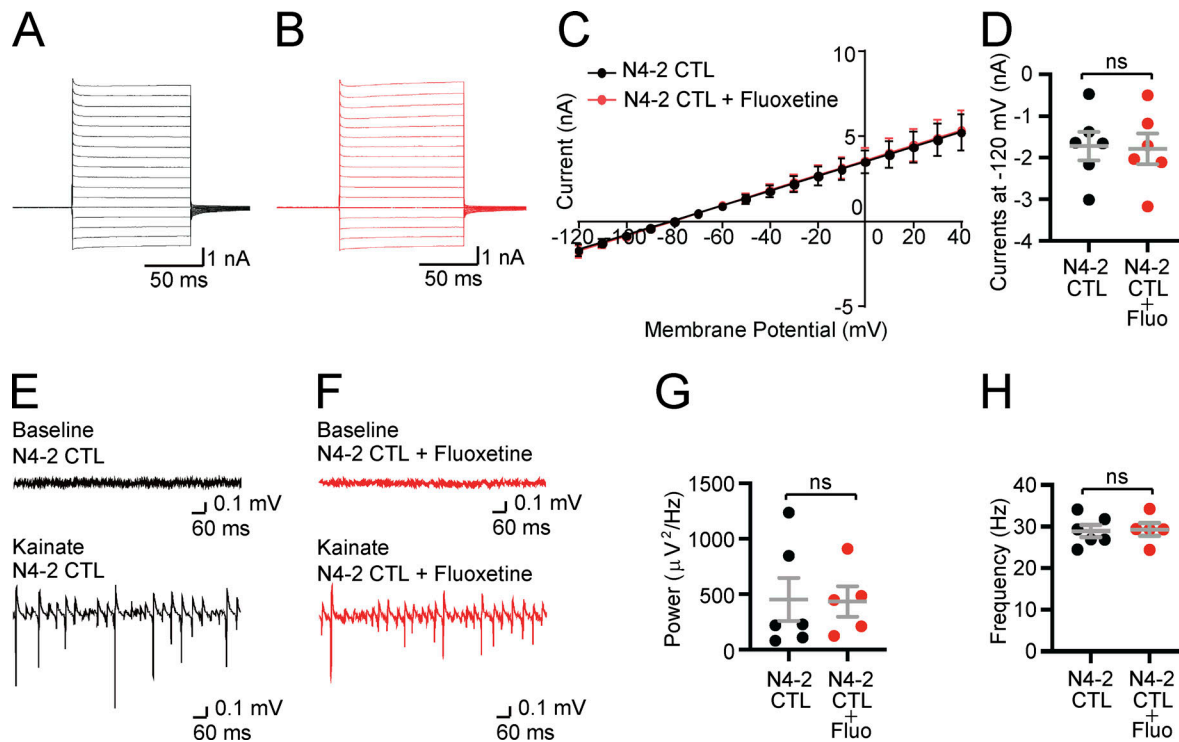 A
B
C
D
N4-2 CTL
N4-2 CTL + Fluoxetine
Current (nA)
10
5
0
-5
-120 -100 -80 -60 -40 -20 0 20 40
Membrane Potential (mV)
1 nA
50 ms
1 nA
50 ms
ns
Currents at -120 mV (nA)
0
-1
-2
-3
-4
N4-2
CTL
N4-2
CTL
+
Fluo
E
F
G
H
Baseline
N4-2 CTL
0.1 mV
60 ms
Kainate
N4-2 CTL
0.1 mV
60 ms
Baseline
N4-2 CTL + Fluoxetine
0.1 mV
60 ms
Kainate
N4-2 CTL + Fluoxetine
0.1 mV
60 ms
ns
Power (μV²/Hz)
1500
1000
500
0
N4-2
CTL
N4-2
CTL
+
Fluo
ns
Frequency (Hz)
40
30
20
10
0
N4-2
CTL
N4-2
CTL
+
Fluo